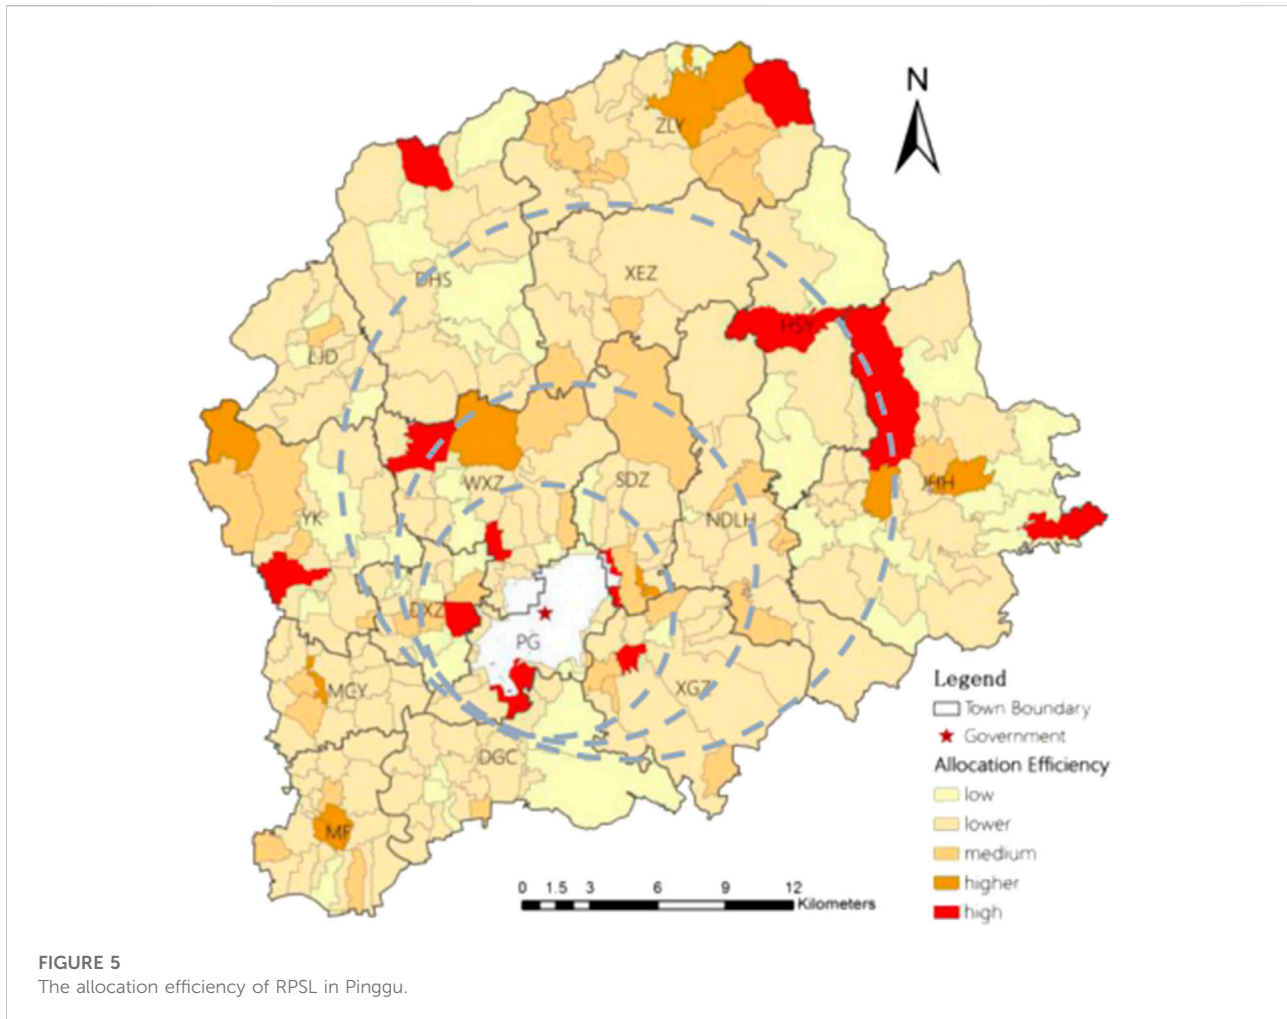 N
ZLY
XEZ
DHS
HSY
LJD
WXZ
SDZ
JHH
YK
NDLH
DXZ
PG
MCY
XGZ
DGC
MF
Legend
Town Boundary
Government
Allocation Efficiency
low
lower
medium
higher
high
0 1.5 3 6 9 12
Kilometers
FIGURE 5
The allocation efficiency of RPSL in Pinggu.